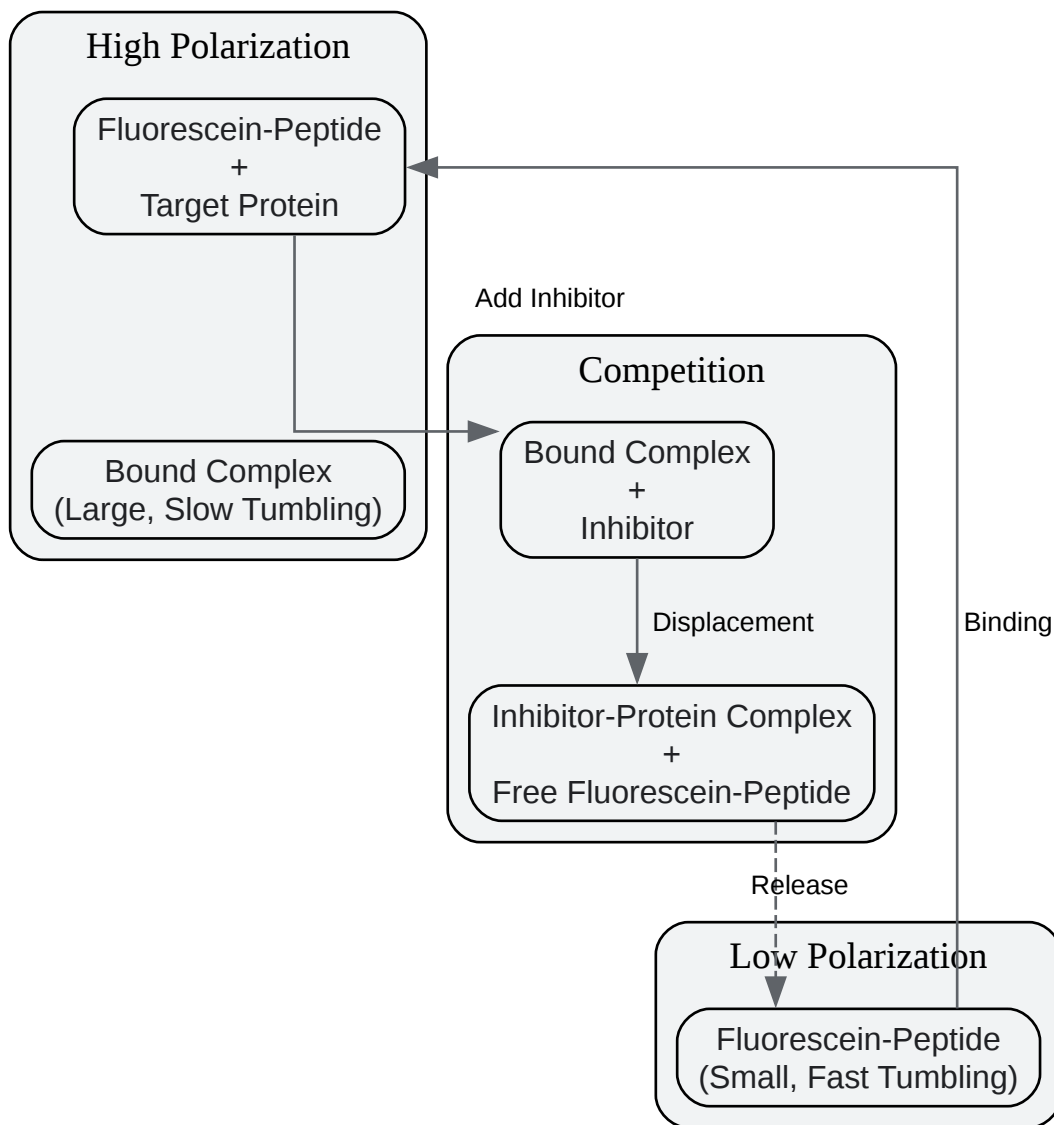 High Polarization
Fluorescein-Peptide
+
Target Protein
Bound Complex
(Large, Slow Tumbling)
Add Inhibitor
Competition
Bound Complex
+
Inhibitor
Displacement
Binding
Inhibitor-Protein Complex
+
Free Fluorescein-Peptide
Release
Low Polarization
Fluorescein-Peptide
(Small, Fast Tumbling)